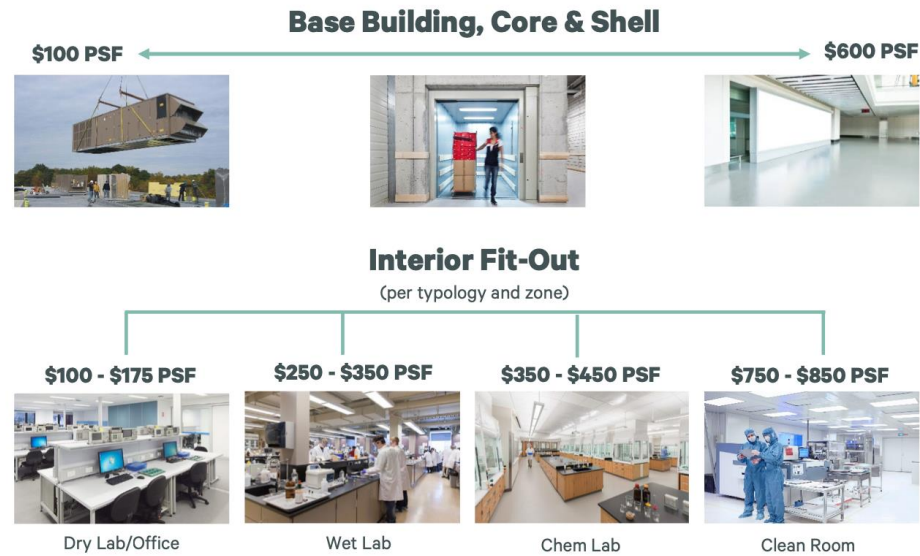 Base Building, Core & Shell
$100 PSF
$600 PSF
Interior Fit-Out
(per typology and zone)
$100 - $175 PSF
$250 - $350 PSF
$350 - $450 PSF
$750 - $850 PSF
Dry Lab/Office
Wet Lab
Chem Lab
Clean Room